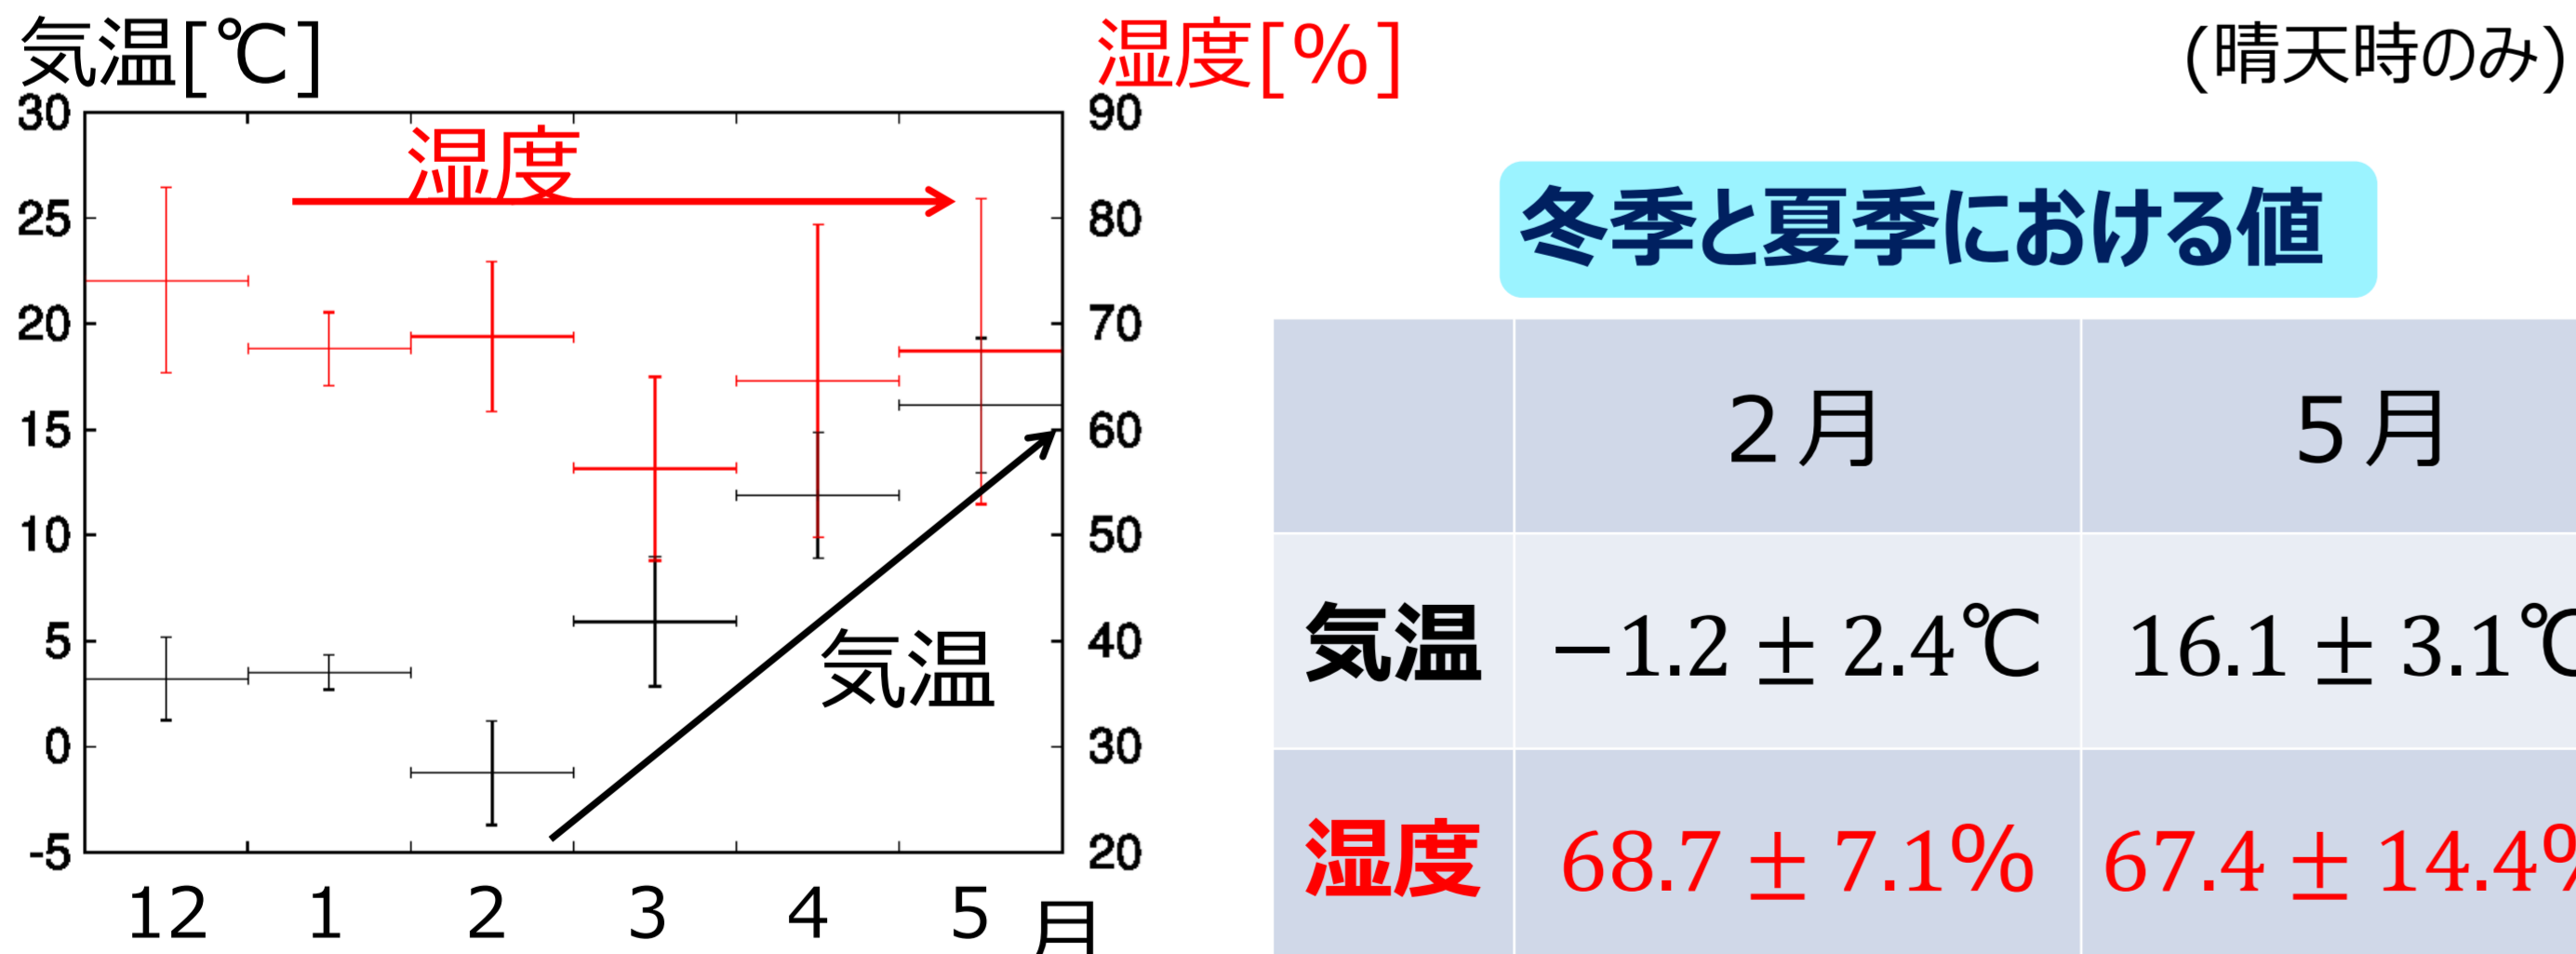 気温[℃]
湿度[%]
(晴天時のみ)
30
25
20
15
10
5
0
-5
90
80
70
60
50
40
30
20
湿度
気温
12 1 2 3 4 5 月
冬季と夏季における値
2月 5月
気温 −1.2 ± 2.4℃ 16.1 ± 3.1℃
湿度 68.7 ± 7.1% 67.4 ± 14.4%